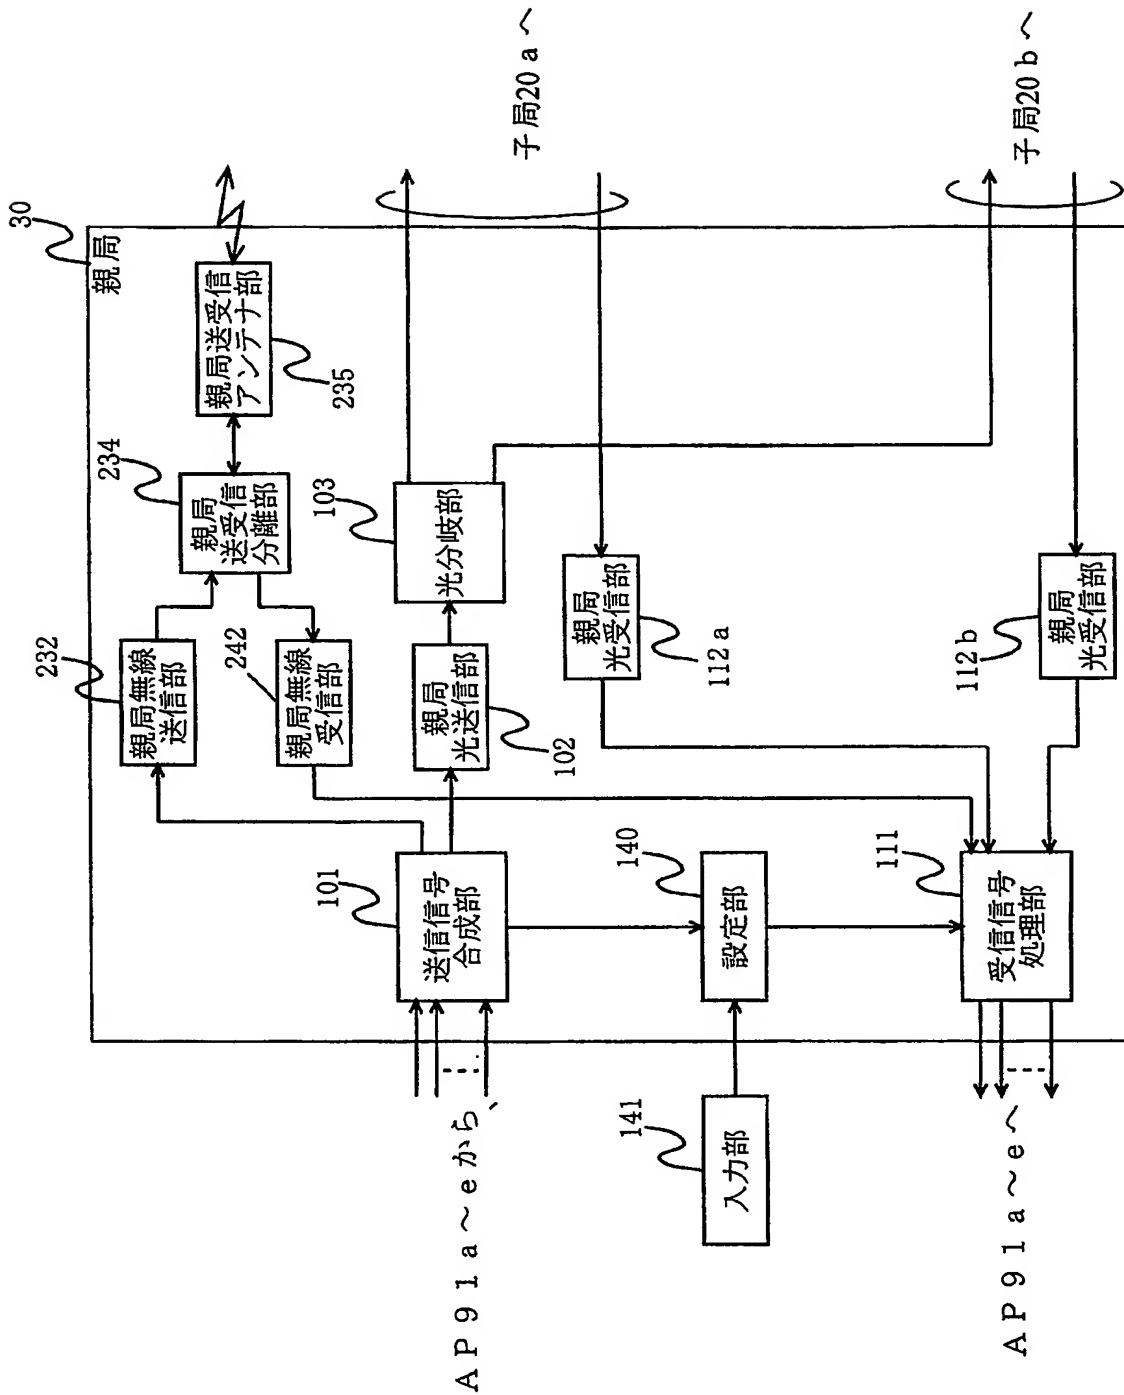 30
親局
232
親局無線
送信部
234
親局
送受信
分離部
親局送受信
アンテナ部
235
242
親局無線
受信部
101
送信信号
合成部
親局
光送信部
102
103
光分岐部
子局20aへ
AP91a～eから
親局
光受信部
112a
141
入力部
140
設定部
111
受信信号
処理部
親局
光受信部
112b
子局20bへ
AP91a～eへ